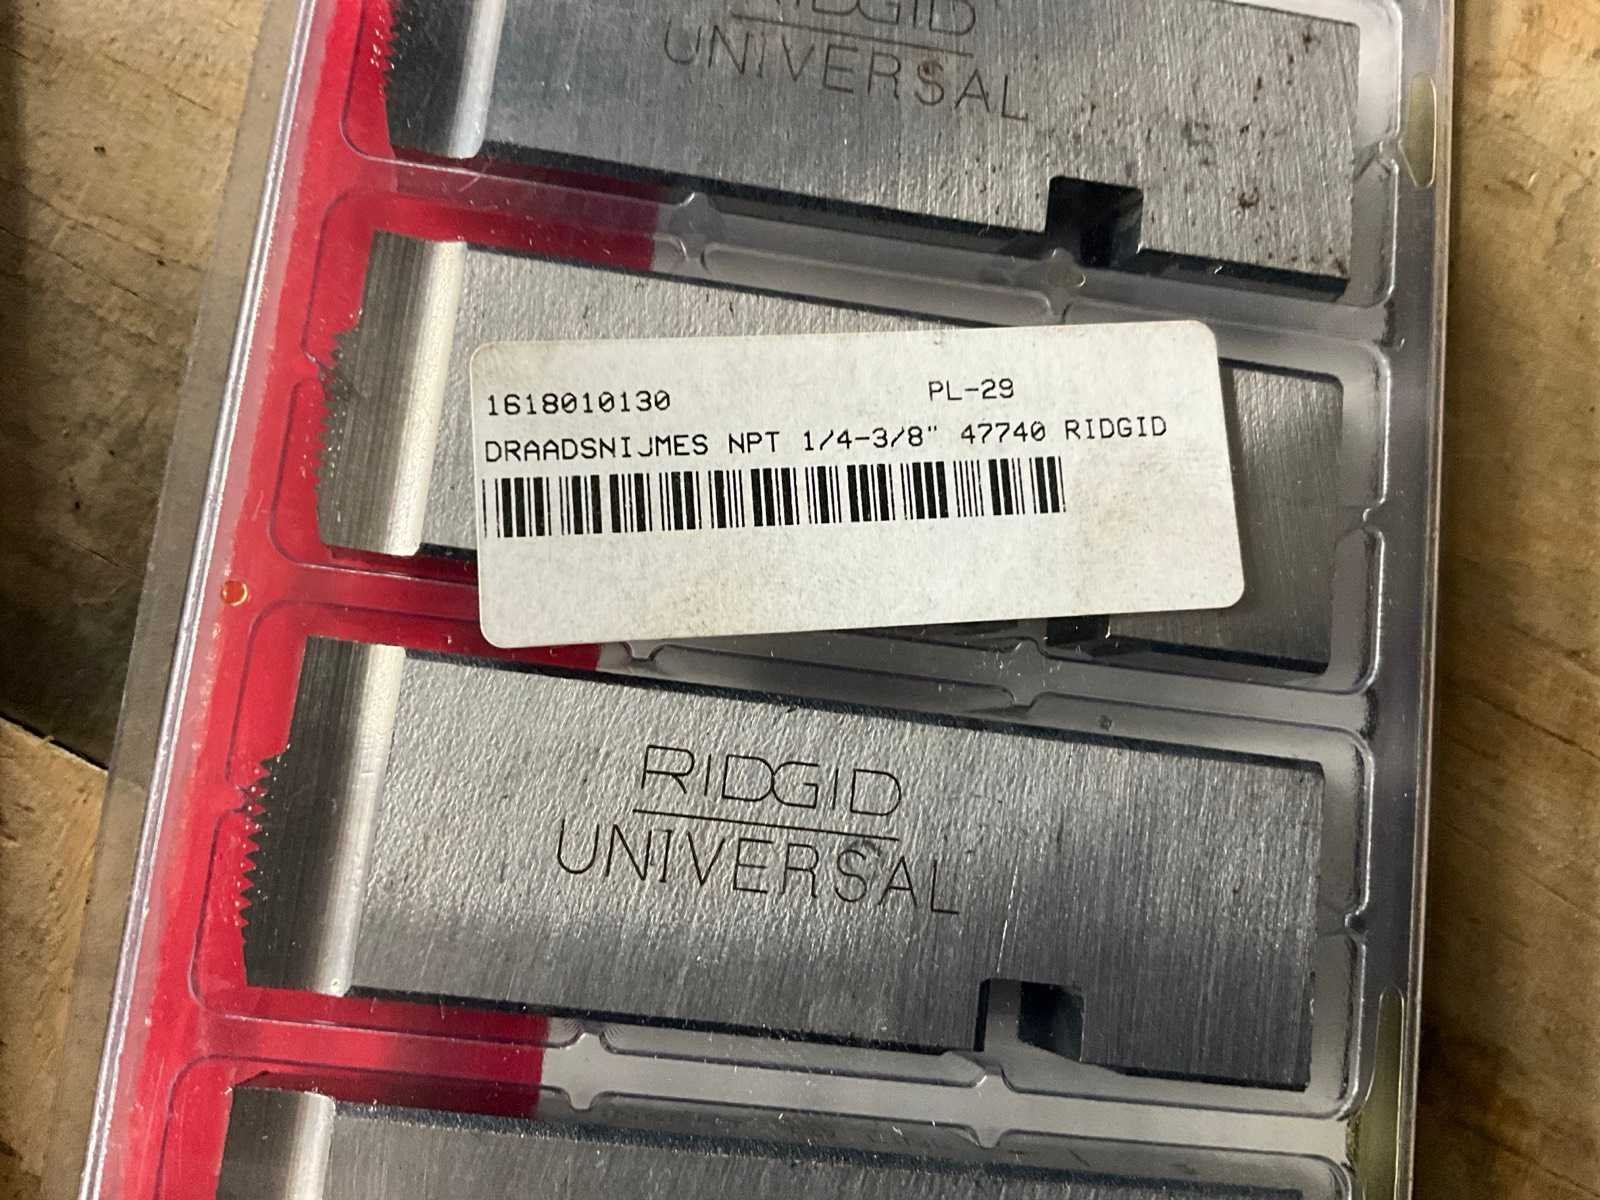 RIDGID
UNIVERSAL
1618010130 PL-29
DRAADSNIJMES NPT 1/4-3/8" 47740 RIDGID
RIDGID
UNIVERSAL